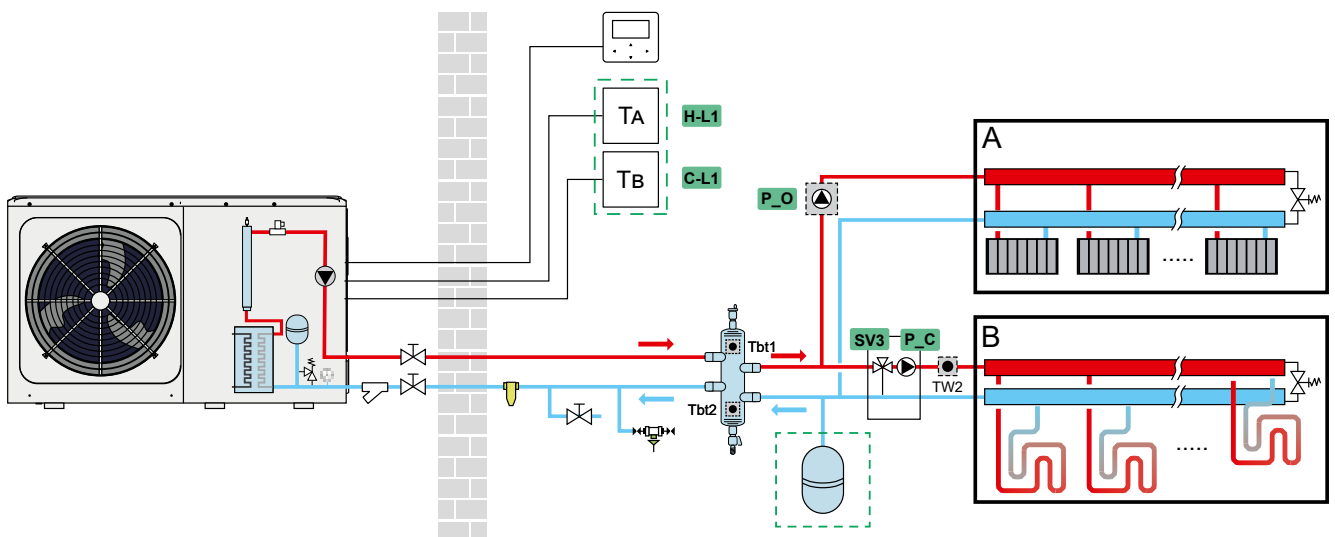 TA
H-L1
TB
C-L1
A
P_O
.....
Tbt1
SV3
P_C
B
TW2
Tbt2
.....